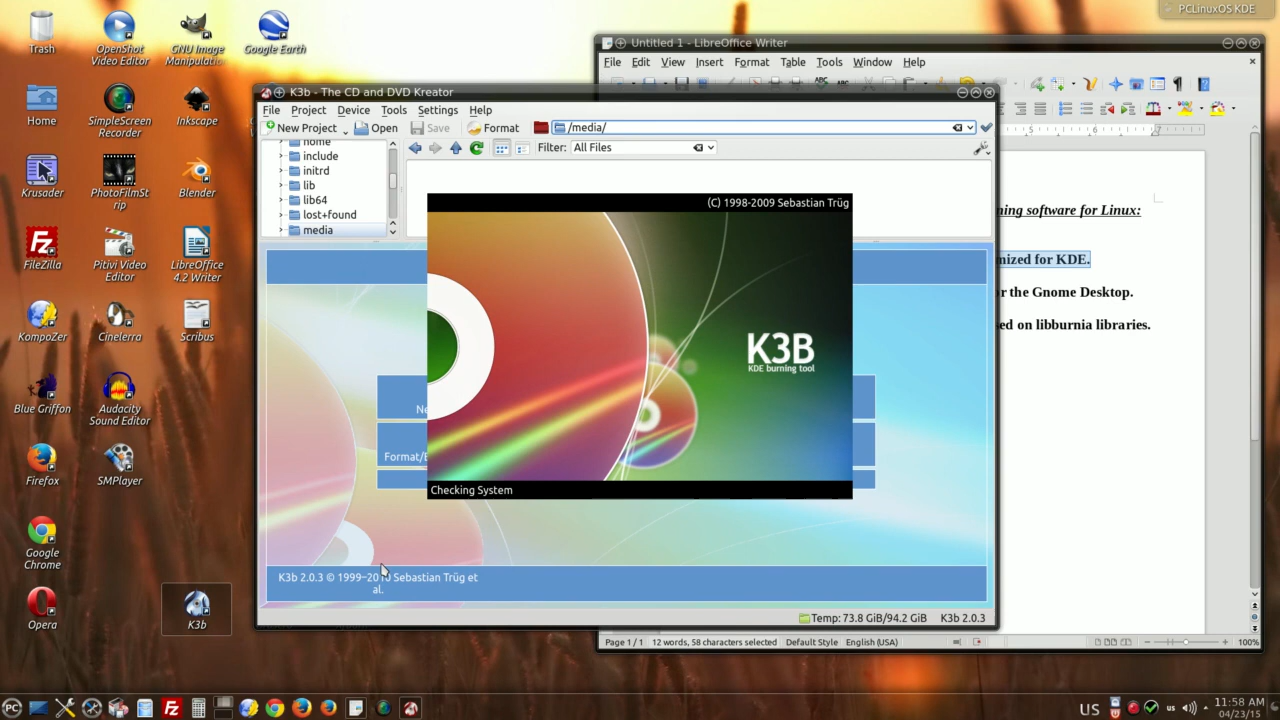 PCLinuxOS KDE
Trash
OpenShot
Video Editor
GNU Image
Manipulatio
Google Earth
Home
SimpleScreen
Recorder
Inkscape
Krusader
PhotoFilmSt
rip
Blender
FileZilla
Pitivi Video
Editor
LibreOffice
4.2 Writer
KompoZer
Cinelerra
Scribus
Blue Griffon
Audacity
Sound Editor
Firefox
SMPlayer
Google
Chrome
Opera
K3b
Untitled 1 - LibreOffice Writer
File Edit View Insert Format Table Tools Window Help
ning software for Linux:
mized for KDE.
or the Gnome Desktop.
sed on libburnia libraries.
Page 1 / 1 12 words, 58 characters selected Default Style English (USA) 100%
K3b - The CD and DVD Kreator
File Project Device Tools Settings Help
New Project Open Save Format /media/
Filter: All Files
home
include
initrd
lib
lib64
lost+found
media
(C) 1998-2009 Sebastian Trüg
K3B
KDE burning tool
Checking System
Ne
Format/E
K3b 2.0.3 © 1999–2010 Sebastian Trüg et
al.
Temp: 73.8 GiB/94.2 GiB K3b 2.0.3
PC
US
us
11:58 AM
04/23/15